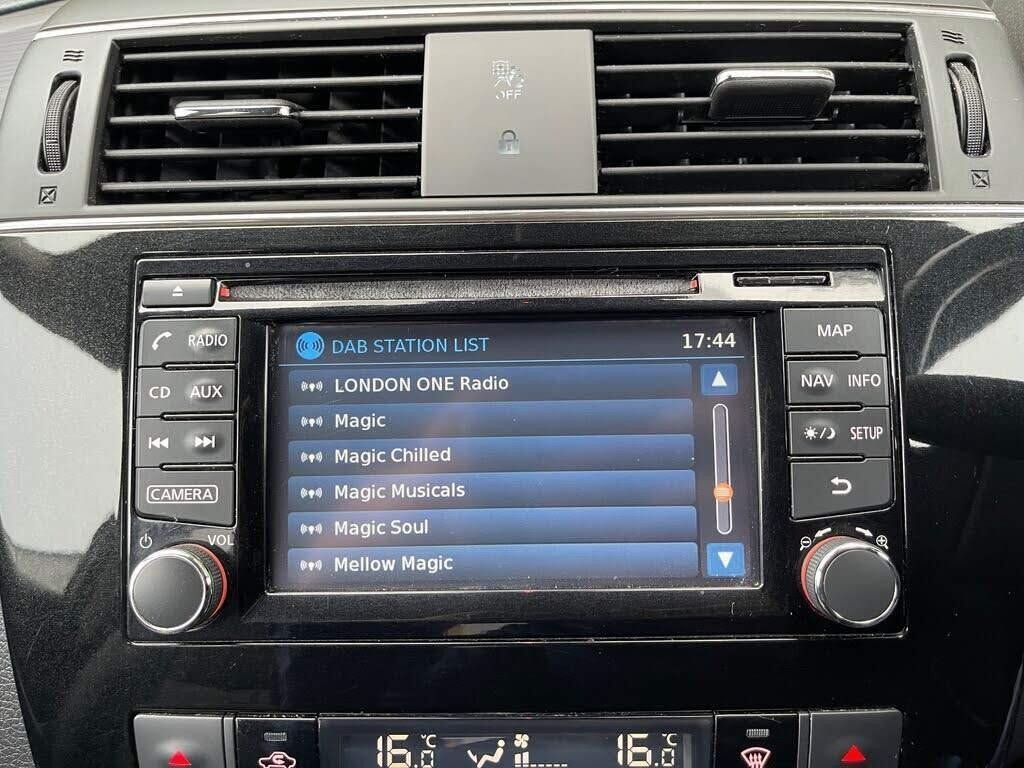 OFF
RADIO
CD AUX
CAMERA
VOL
DAB STATION LIST 17:44
LONDON ONE Radio
Magic
Magic Chilled
Magic Musicals
Magic Soul
Mellow Magic
MAP
NAV INFO
SETUP
16.0 °C
16.0 °C